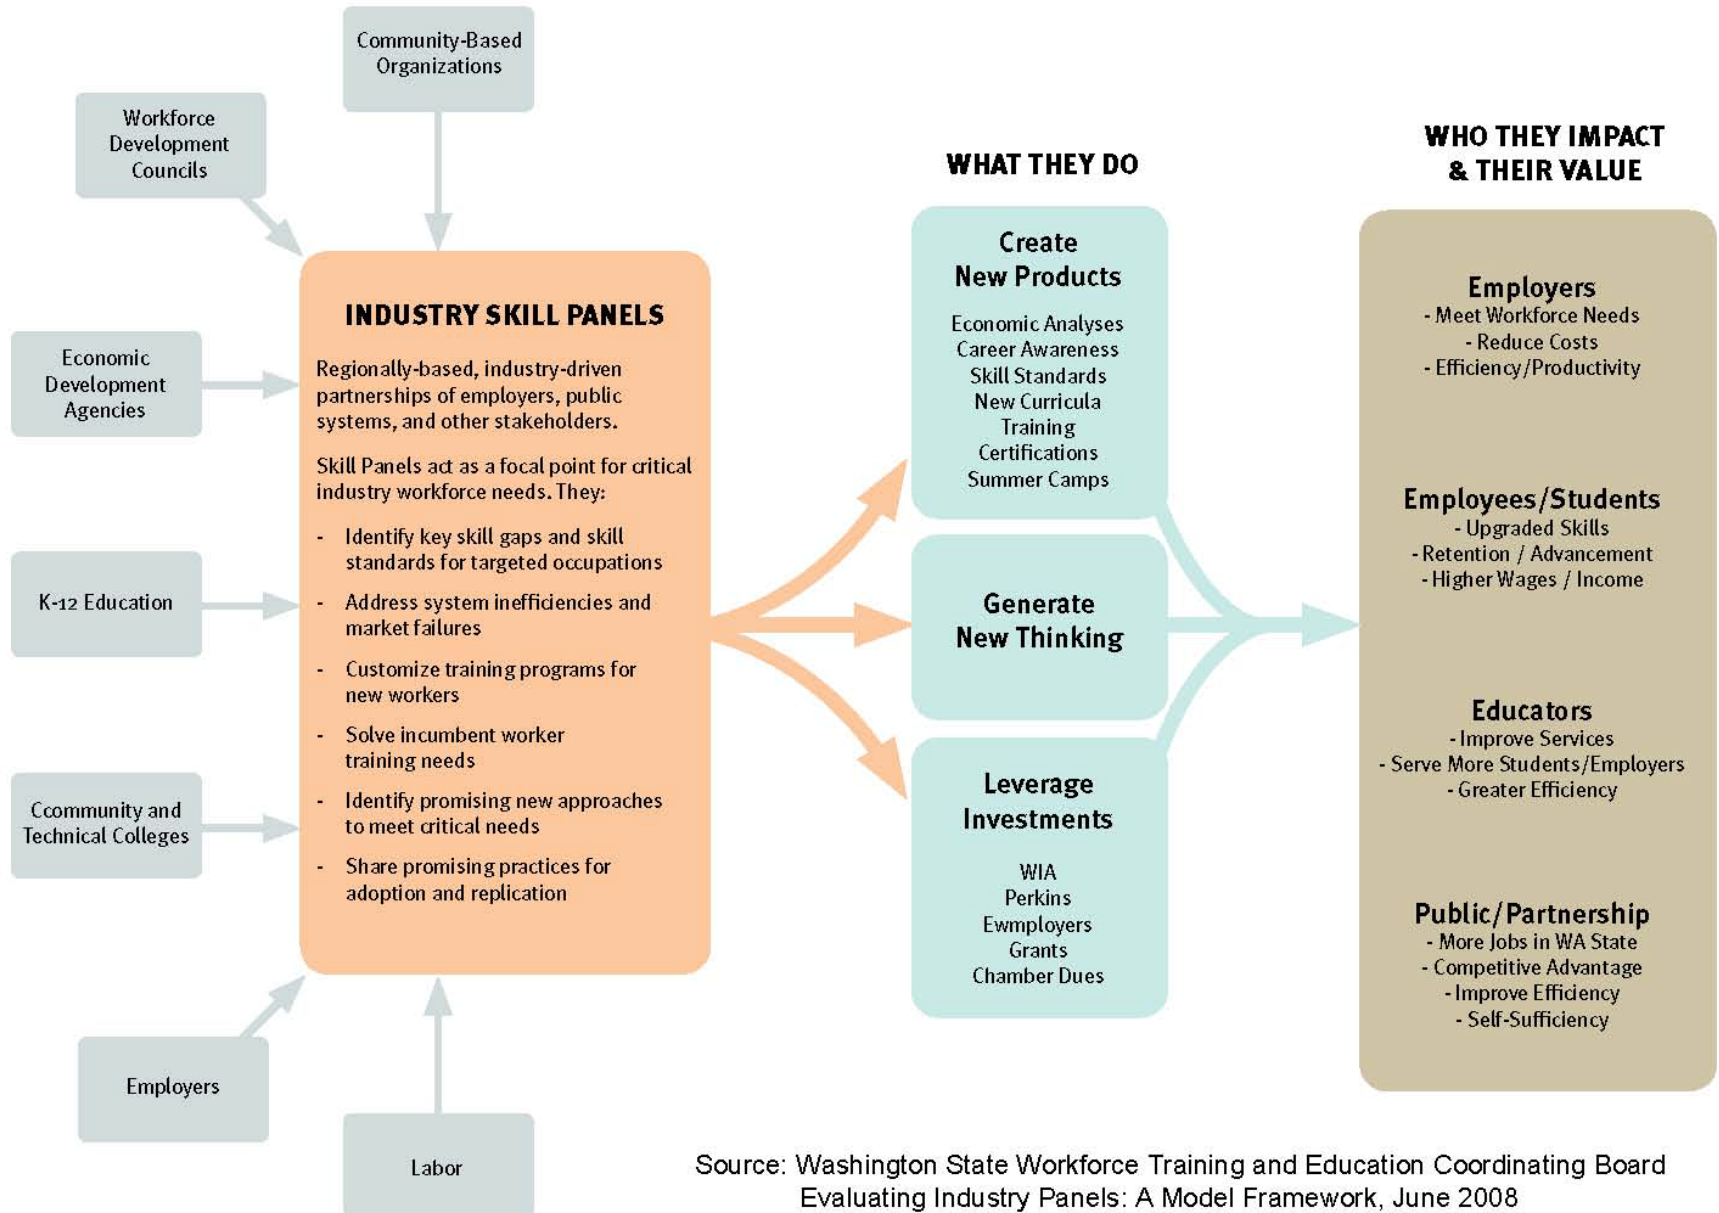 Community-Based
Organizations
Workforce
Development
Councils
Economic
Development
Agencies
K-12 Education
Ccommunity and
Technical Colleges
Employers
Labor
INDUSTRY SKILL PANELS
Regionally-based, industry-driven
partnerships of employers, public
systems, and other stakeholders.
Skill Panels act as a focal point for critical
industry workforce needs. They:
- Identify key skill gaps and skill
standards for targeted occupations
- Address system inefficiencies and
market failures
- Customize training programs for
new workers
- Solve incumbent worker
training needs
- Identify promising new approaches
to meet critical needs
- Share promising practices for
adoption and replication
WHAT THEY DO
Create
New Products
Economic Analyses
Career Awareness
Skill Standards
New Curricula
Training
Certifications
Summer Camps
Generate
New Thinking
Leverage
Investments
WIA
Perkins
Ewmployers
Grants
Chamber Dues
WHO THEY IMPACT
& THEIR VALUE
Employers
- Meet Workforce Needs
- Reduce Costs
- Efficiency/Productivity
Employees/Students
- Upgraded Skills
- Retention / Advancement
- Higher Wages / Income
Educators
- Improve Services
- Serve More Students/Employers
- Greater Efficiency
Public/Partnership
- More Jobs in WA State
- Competitive Advantage
- Improve Efficiency
- Self-Sufficiency
Source: Washington State Workforce Training and Education Coordinating Board
Evaluating Industry Panels: A Model Framework, June 2008